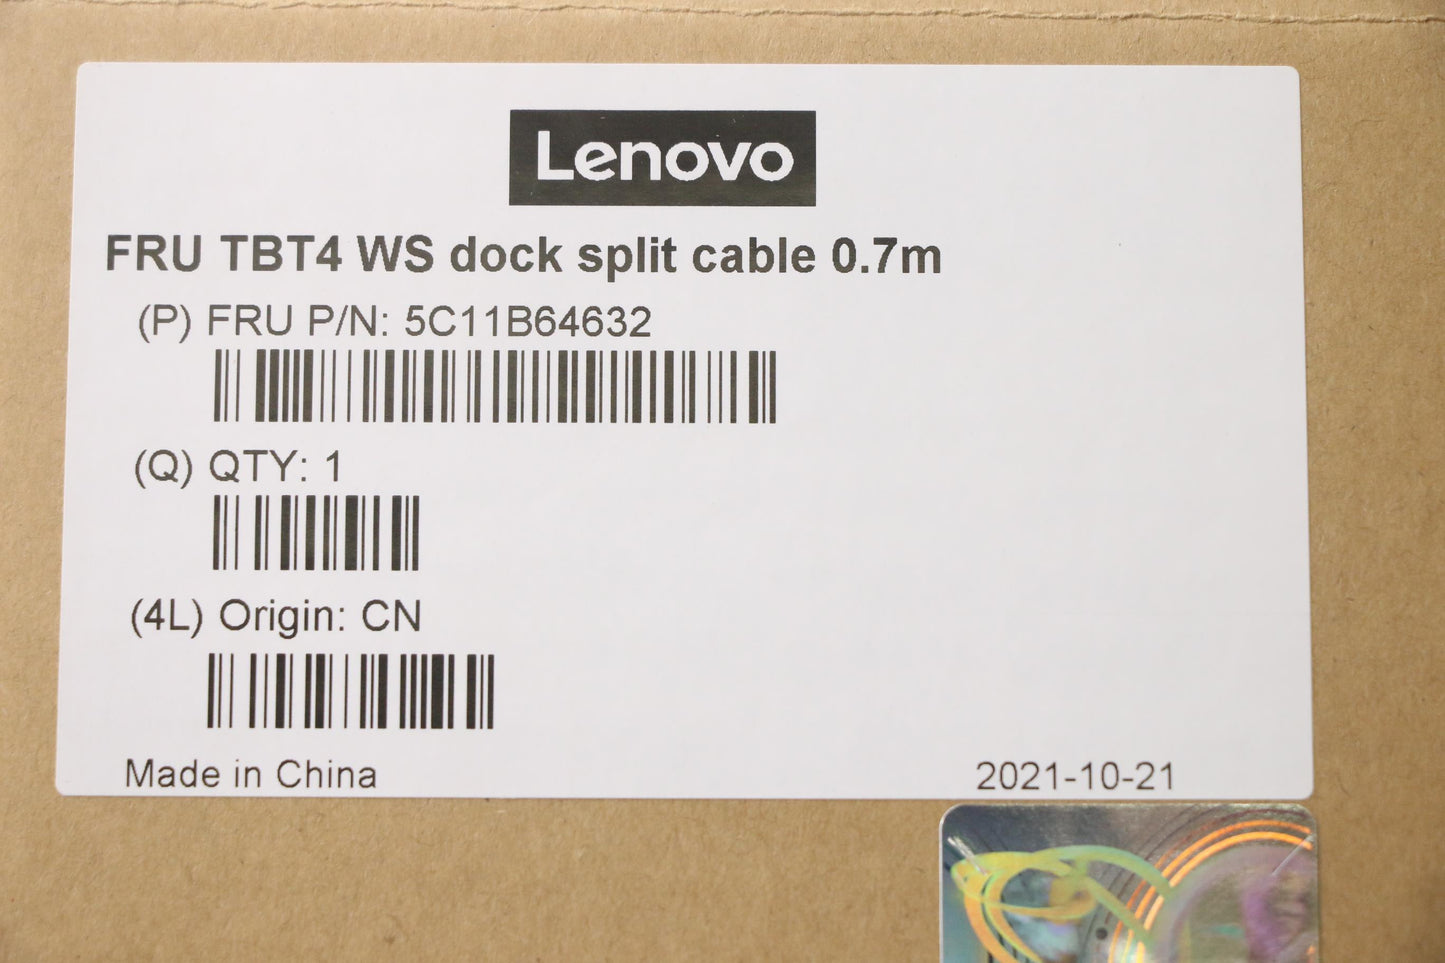 Lenovo
FRU TBT4 WS dock split cable 0.7m
(P) FRU P/N: 5C11B64632
(Q) QTY: 1
(4L) Origin: CN
Made in China
2021-10-21